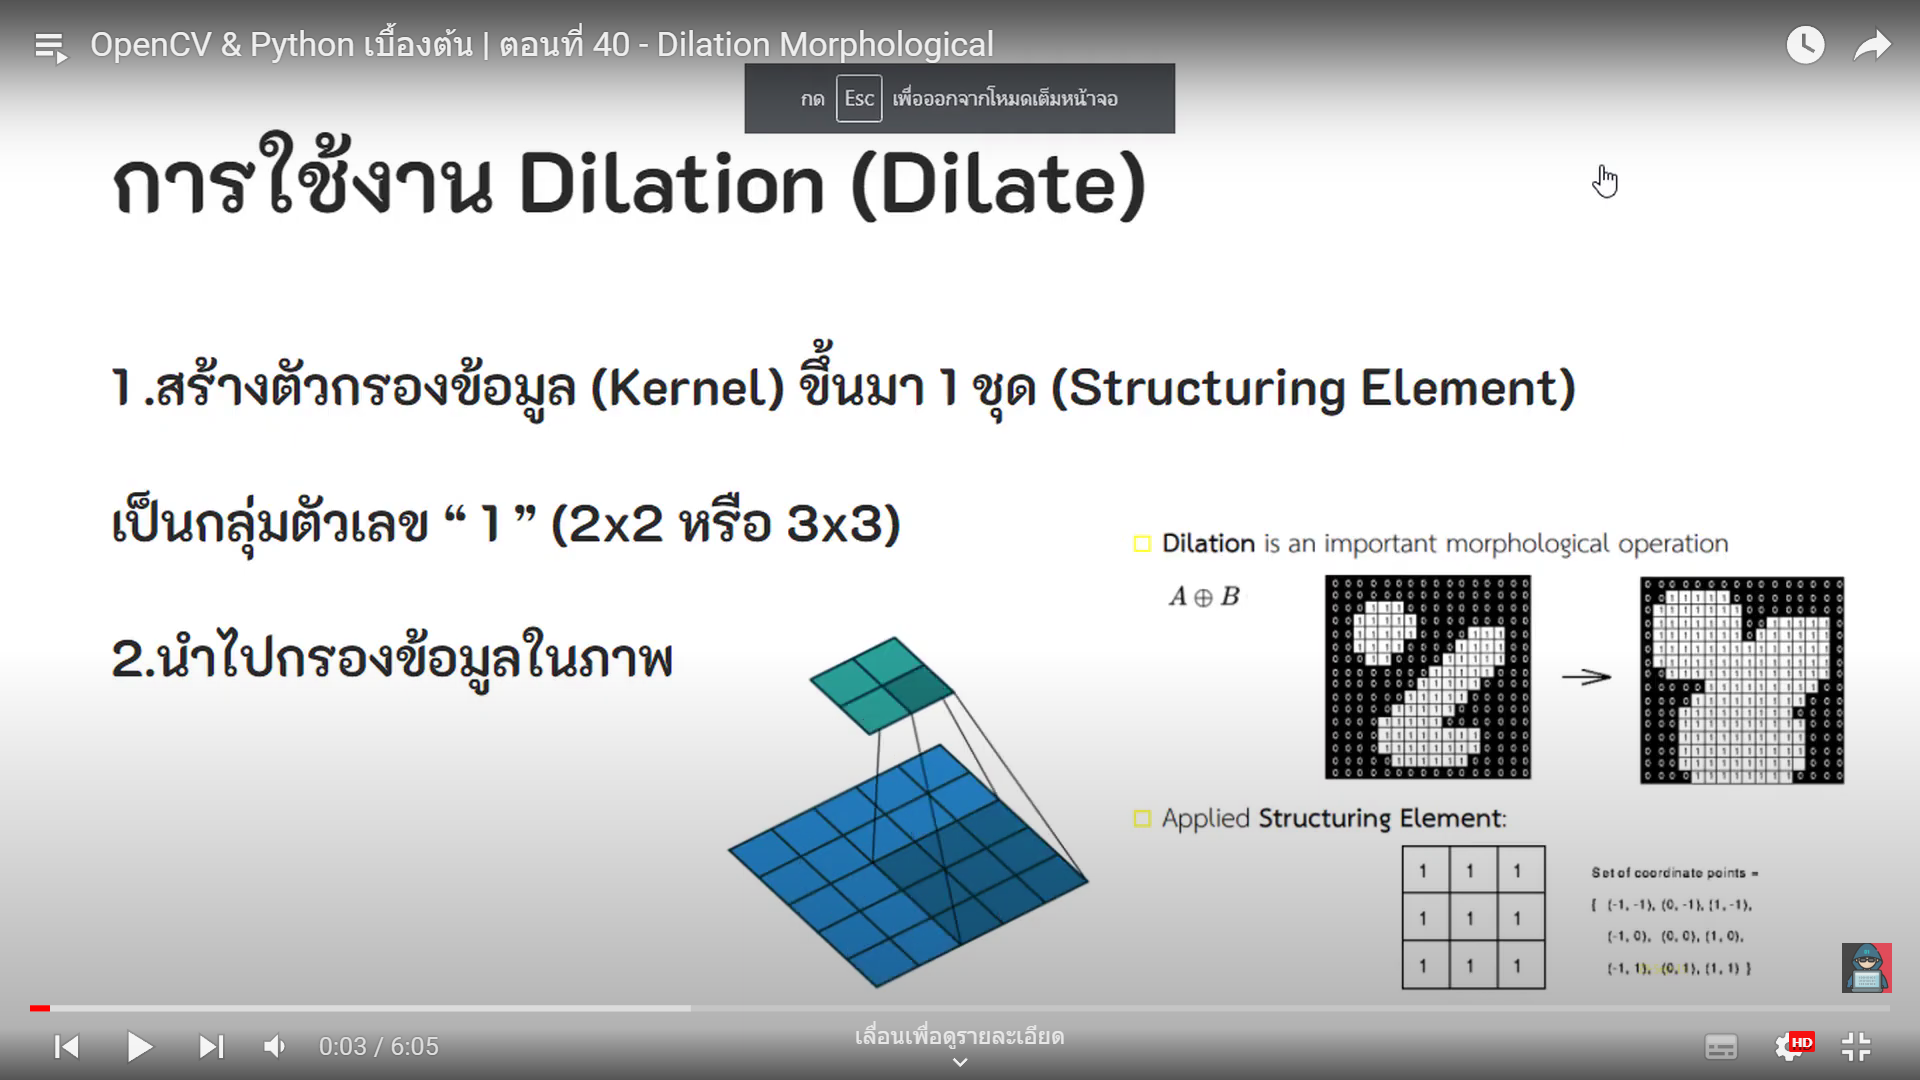 OpenCV & Python เบื้องต้น | ตอนที่ 40 - Dilation Morphological
กด Esc เพื่อออกจากโหมดเต็มหน้าจอ
การใช้งาน Dilation (Dilate)
1.สร้างตัวกรองข้อมูล (Kernel) ขึ้นมา 1 ชุด (Structuring Element)
เป็นกลุ่มตัวเลข “ 1 ” (2x2 หรือ 3x3)
2.นำไปกรองข้อมูลในภาพ
Dilation is an important morphological operation
A ⊕ B
Applied Structuring Element:
1 1 1
1 1 1
1 1 1
Set of coordinate points =
{ (-1, -1), (0, -1), (1, -1),
(-1, 0), (0, 0), (1, 0),
(-1, 1), (0, 1), (1, 1) }
0:03 / 6:05
เลื่อนเพื่อดูรายละเอียด
HD